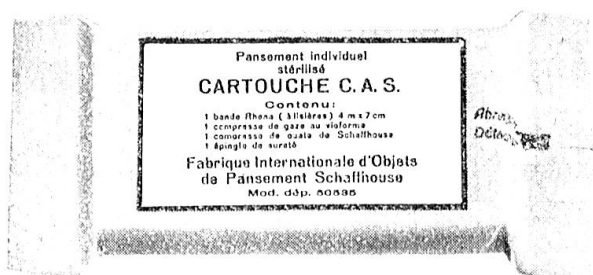 Pansement individuel
stérilisé
CARTOUCHE C. A. S.
Contenu:
1 bande Rhena ( à lisières ) 4 m x 7 cm
1 compresse de gaze au vioforme
1 compresse de ouate de Schaffhouse
1 épingle de sureté
Fabrique Internationale d'Objets
de Pansement Schaffhouse
Mod. dép. 50535